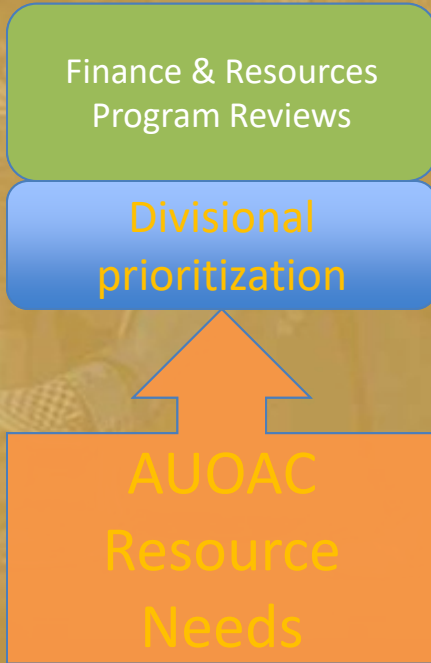 Finance & Resources
Program Reviews
Divisional
prioritization
AUOAC
Resource
Needs